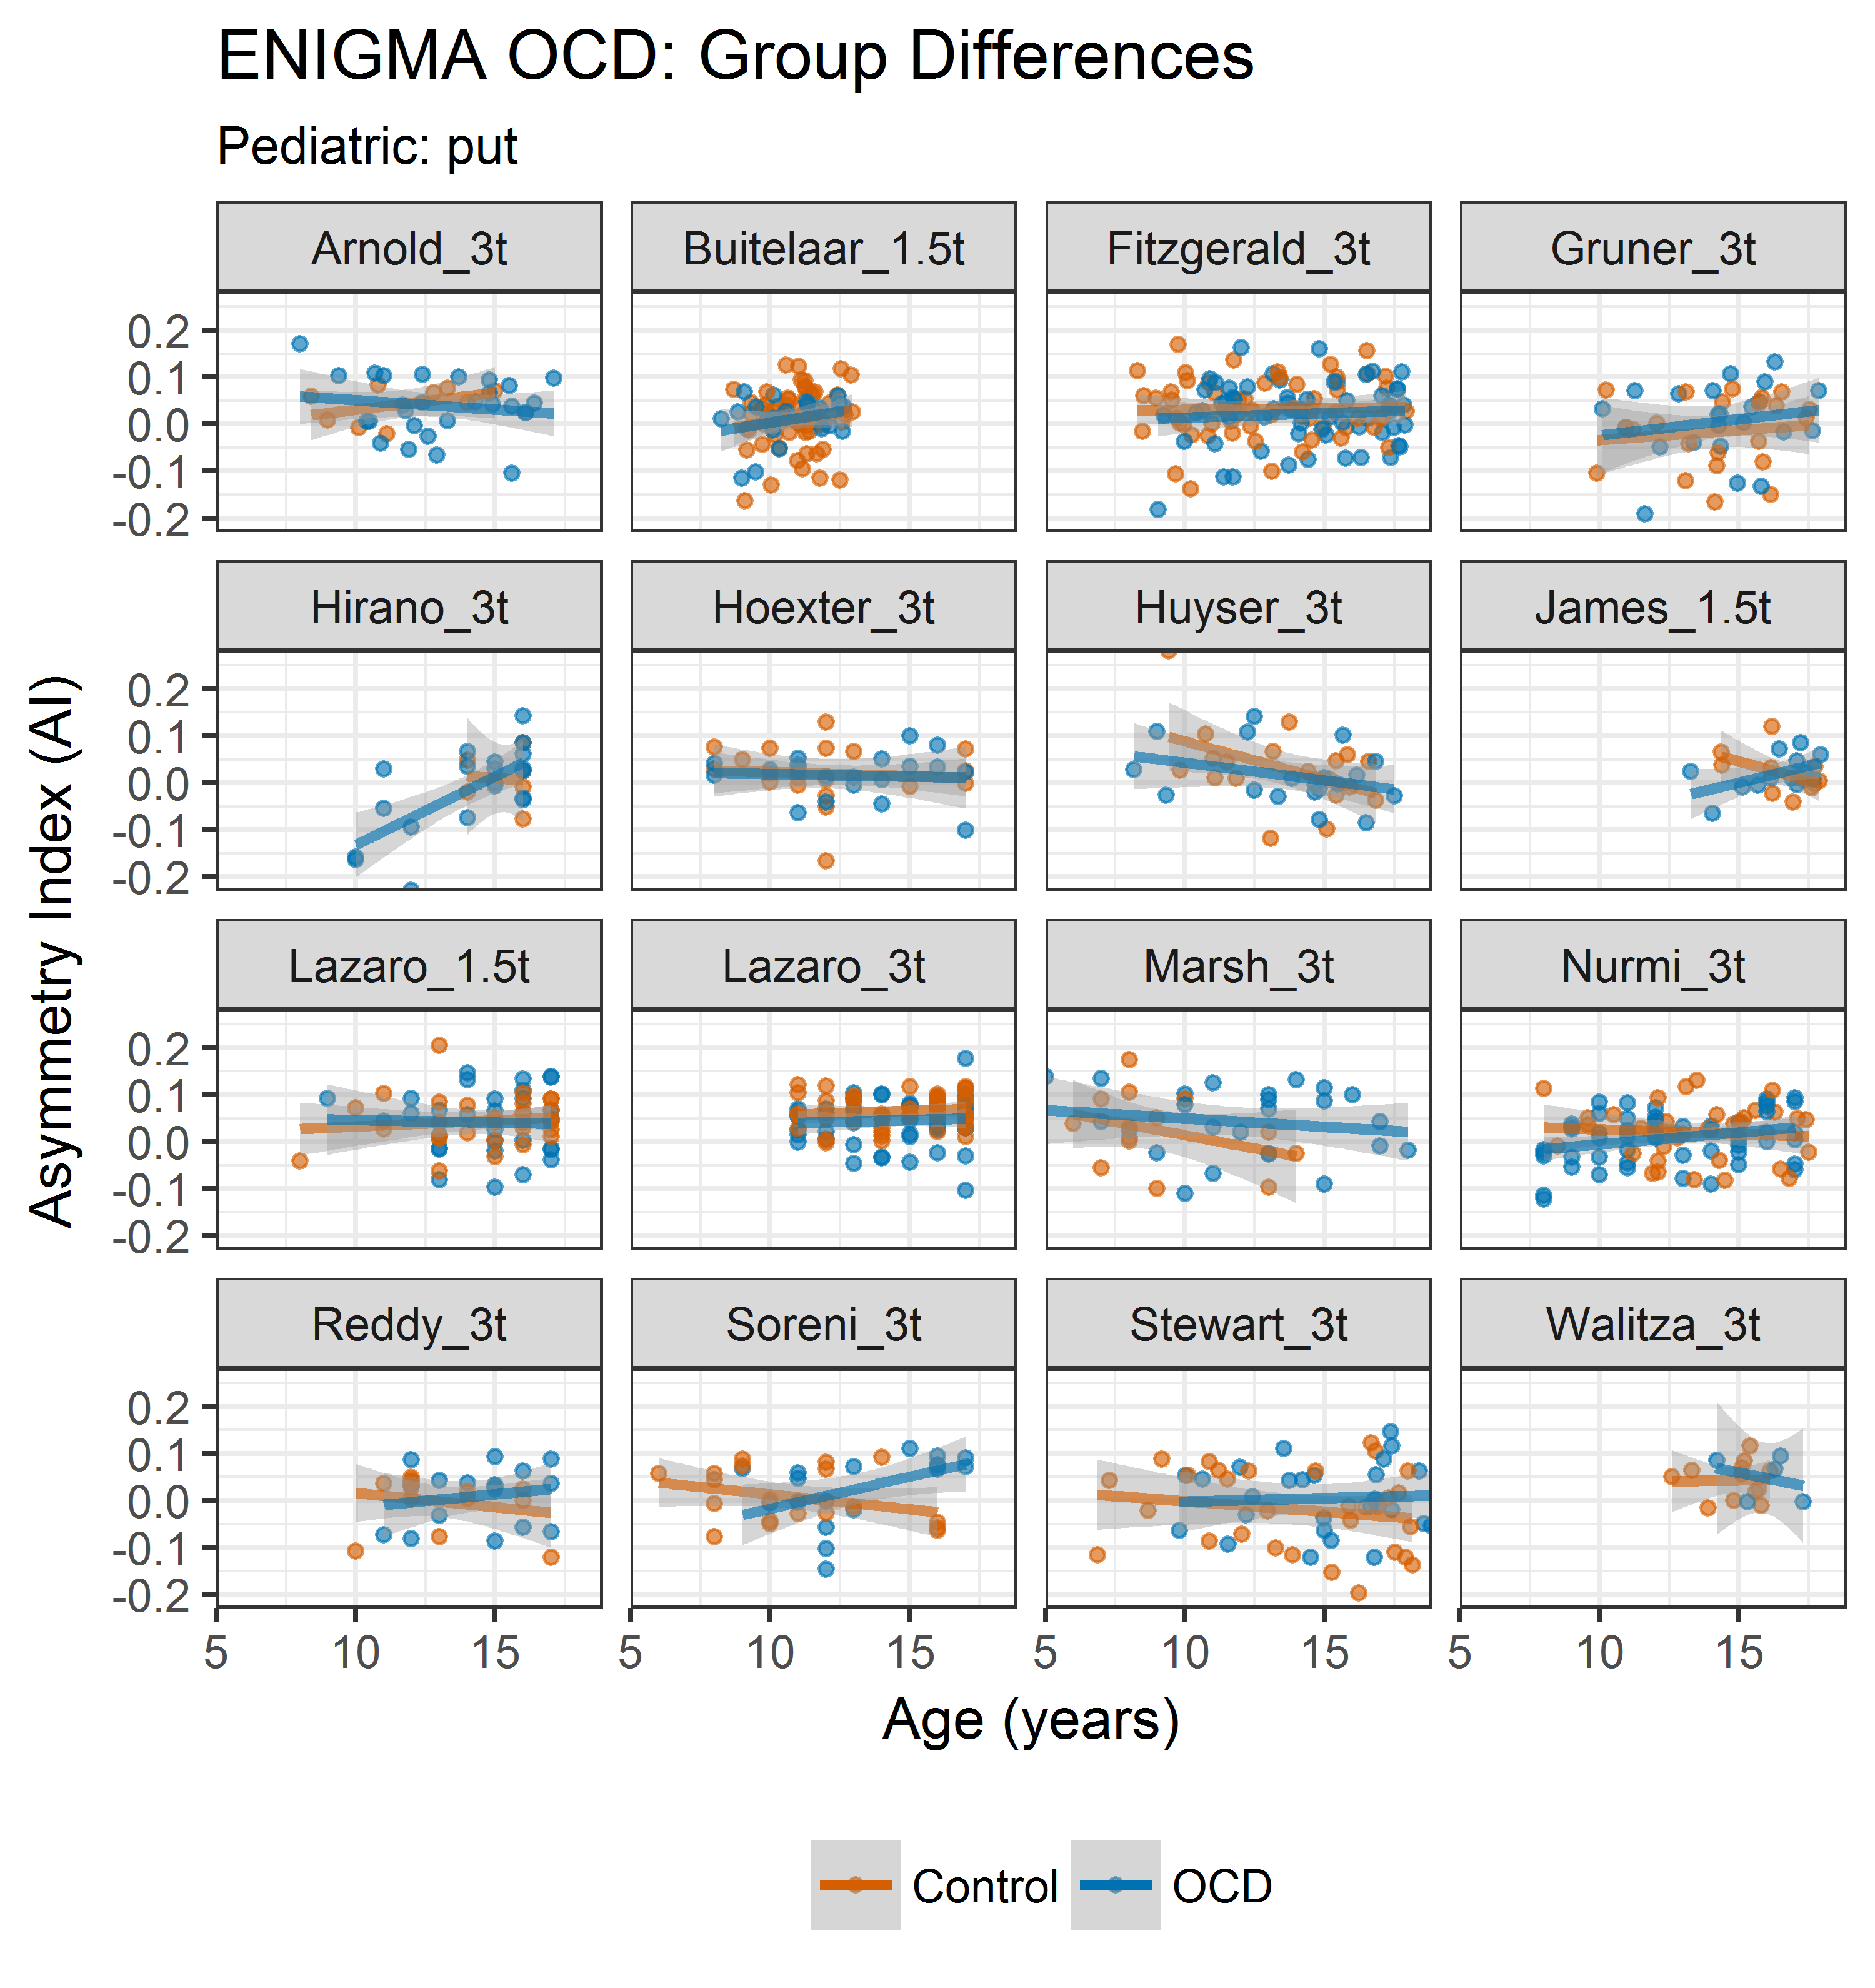 ENIGMA OCD: Group Differences
Pediatric: put
Arnold_3t Buitelaar_1.5t Fitzgerald_3t Gruner_3t
0.2
0.1
0.0
-0.1
-0.2
Hirano_3t Hoexter_3t Huyser_3t James_1.5t
0.2
0.1
0.0
-0.1
-0.2
Asymmetry Index (AI)
Lazaro_1.5t Lazaro_3t Marsh_3t Nurmi_3t
0.2
0.1
0.0
-0.1
-0.2
Reddy_3t Soreni_3t Stewart_3t Walitza_3t
0.2
0.1
0.0
-0.1
-0.2
5 10 15 5 10 15 5 10 15 5 10 15
Age (years)
Control OCD